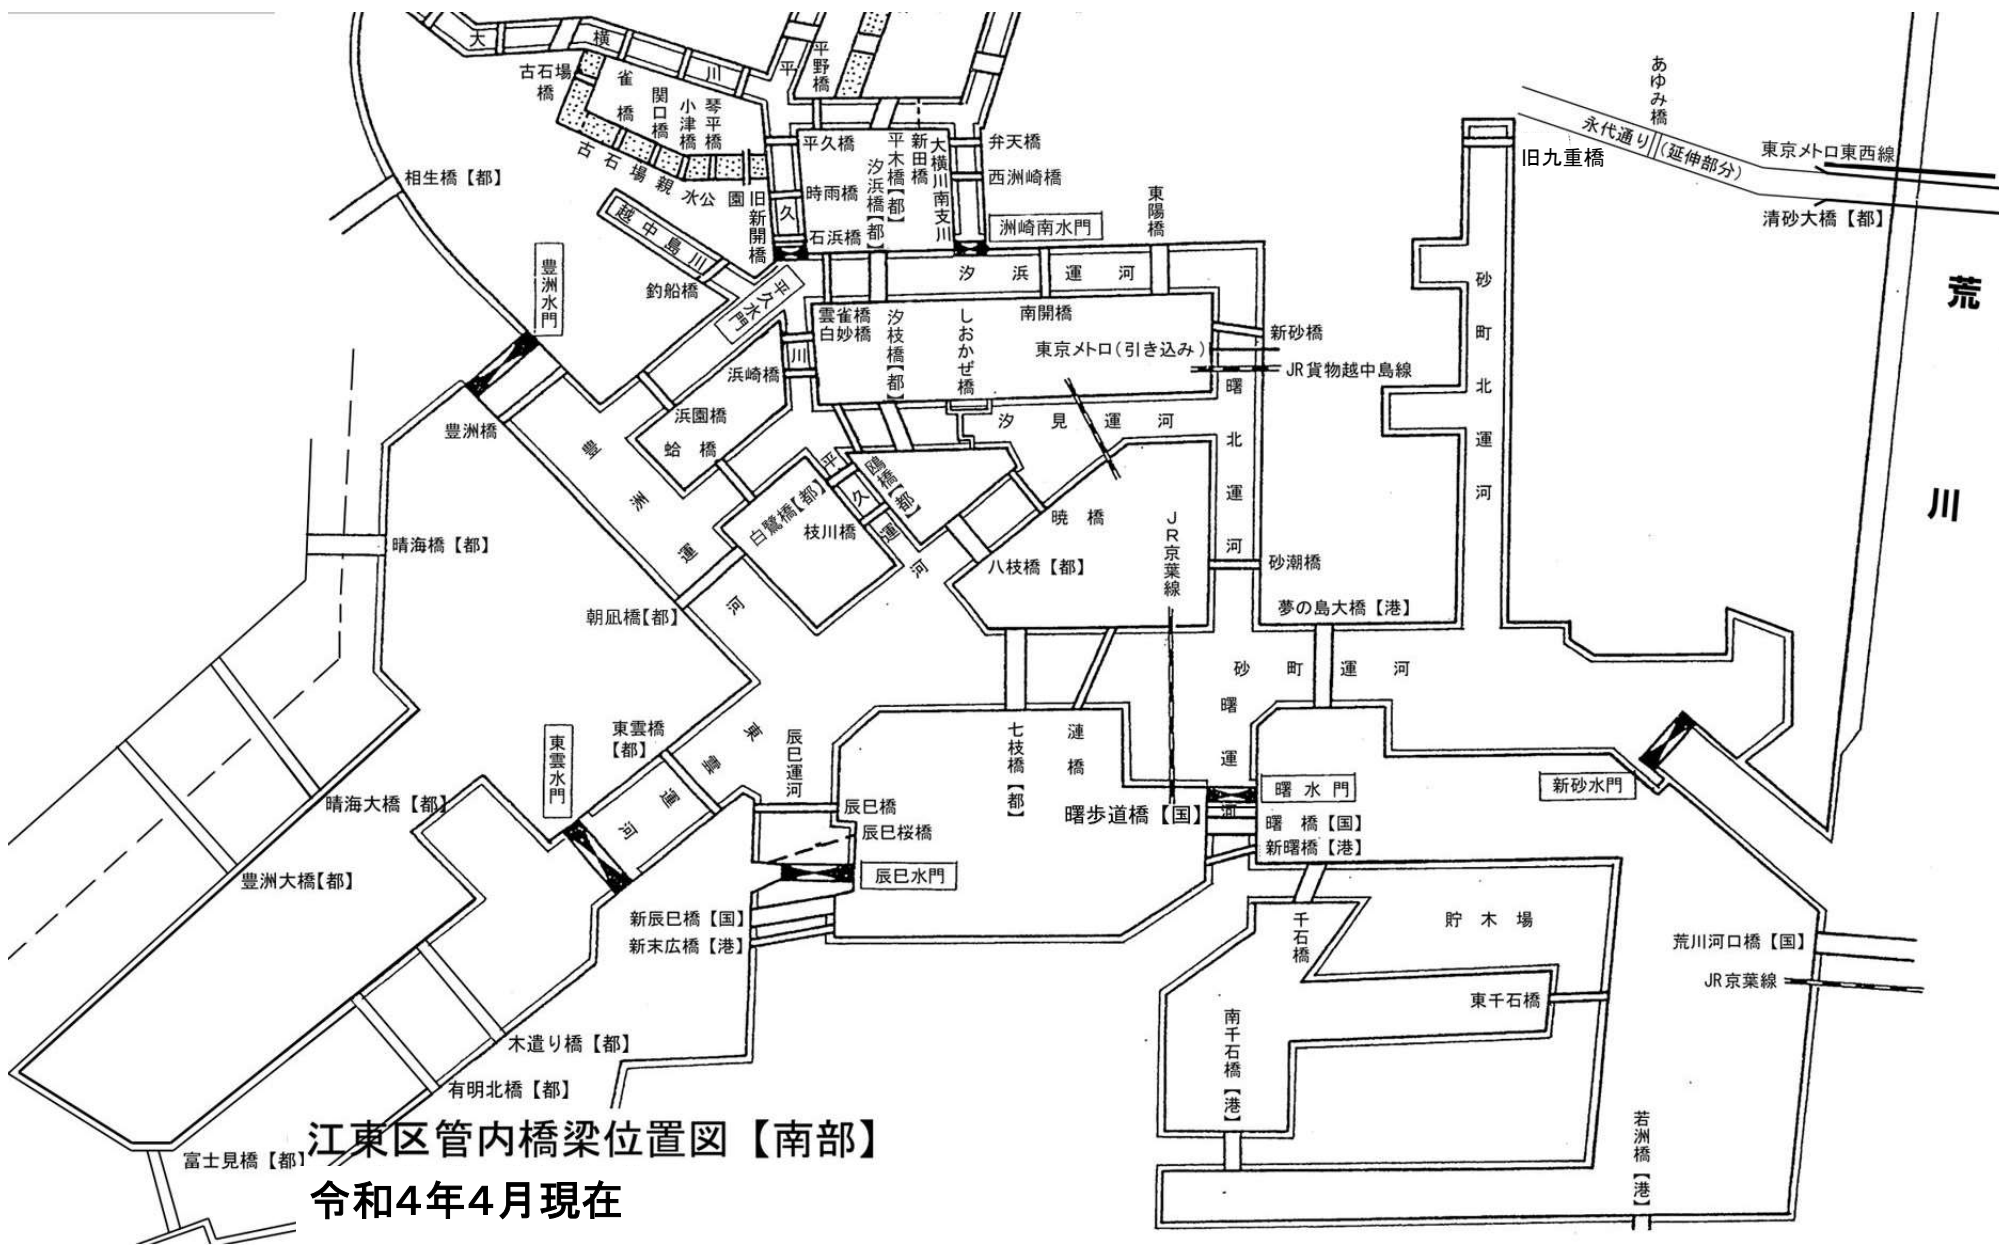 大横川
平野橋
平
古石場橋
雀橋
関口橋
小津橋
琴平橋
古石場親水公園
旧新開橋
平久橋
時雨橋
久
石浜橋
汐浜橋【都】
平木橋【都】
新田橋
大横川南支川
弁天橋
西洲崎橋
洲崎南水門
東陽橋
あゆみ橋
永代通り(延伸部分)
東京メトロ東西線
清砂大橋【都】
旧九重橋
荒川
相生橋【都】
越中島川
釣船橋
豊洲水門
平久水門
汐浜運河
雲雀橋
白妙橋
川
浜崎橋
汐枝橋【都】
しおかぜ橋
南開橋
東京メトロ(引き込み)
新砂橋
JR貨物越中島線
砂町北運河
曙北運河
汐見運河
豊洲橋
浜園橋
蛤橋
豊洲運河
白鷺橋【都】
枝川橋
平久運河
鴎橋【都】
暁橋
八枝橋【都】
JR京葉線
砂潮橋
夢の島大橋【港】
晴海橋【都】
朝凪橋【都】
砂町運河
曙運河
東雲橋【都】
東雲水門
東雲運河
辰巳運河
辰巳橋
辰巳桜橋
辰巳水門
七枝橋【都】
漣橋
曙歩道橋【国】
曙水門
曙橋【国】
新曙橋【港】
新砂水門
晴海大橋【都】
豊洲大橋【都】
新辰巳橋【国】
新末広橋【港】
千石橋
貯木場
荒川河口橋【国】
JR京葉線
東千石橋
南千石橋【港】
若洲橋【港】
木遣り橋【都】
有明北橋【都】
富士見橋【都】
江東区管内橋梁位置図【南部】
令和4年4月現在